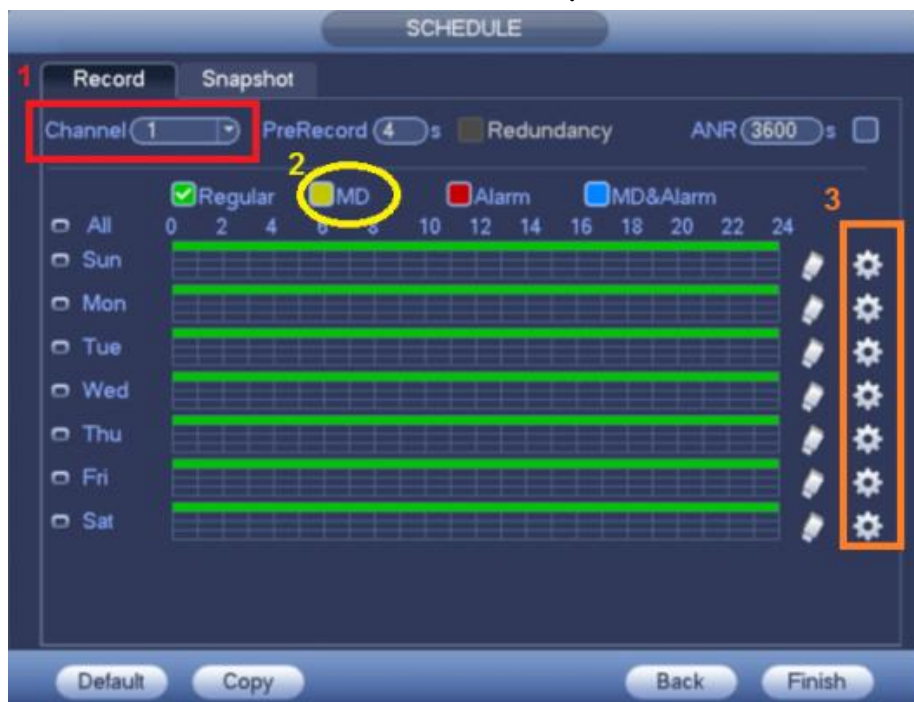 SCHEDULE
1 Record Snapshot
Channel 1 PreRecord 4 s Redundancy ANR 3600 s
2
Regular MD Alarm MD&Alarm 3
All 0 2 4 6 8 10 12 14 16 18 20 22 24
Sun
Mon
Tue
Wed
Thu
Fri
Sat
Default Copy Back Finish